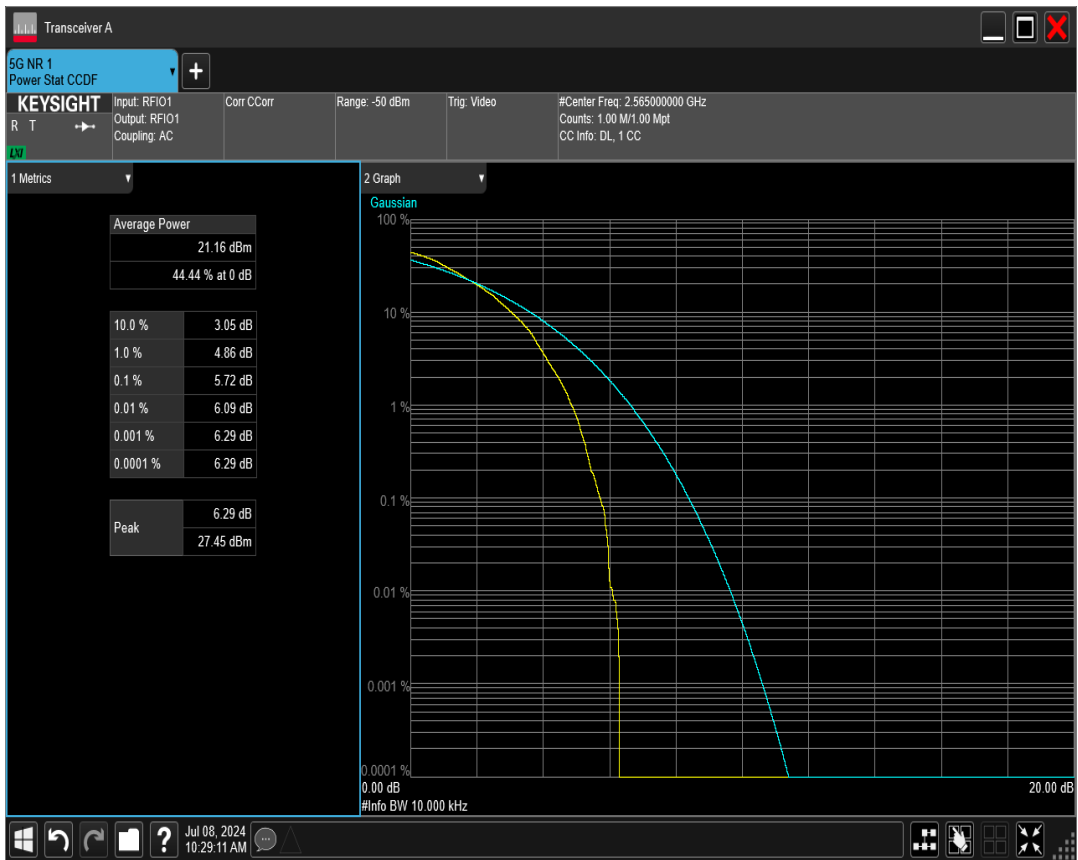 Transceiver A
5G NR 1
Power Stat CCDF
KEYSIGHT
R T
LXI
Input: RFIO1
Output: RFIO1
Coupling: AC
Corr CCorr
Range: -50 dBm
Trig: Video
#Center Freq: 2.565000000 GHz
Counts: 1.00 M/1.00 Mpt
CC Info: DL, 1 CC
1 Metrics
Average Power
21.16 dBm
44.44 % at 0 dB
10.0 % 3.05 dB
1.0 % 4.86 dB
0.1 % 5.72 dB
0.01 % 6.09 dB
0.001 % 6.29 dB
0.0001 % 6.29 dB
Peak
6.29 dB
27.45 dBm
2 Graph
Gaussian
100 %
10 %
1 %
0.1 %
0.01 %
0.001 %
0.0001 %
0.00 dB 20.00 dB
#Info BW 10.000 kHz
?
Jul 08, 2024
10:29:11 AM